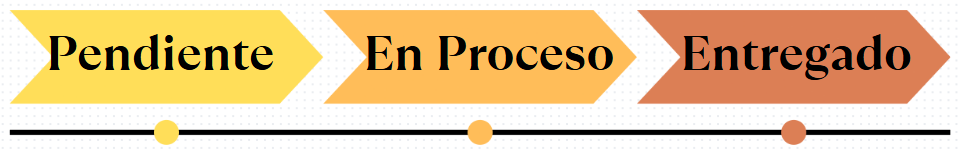 Pendiente
En Proceso
Entregado